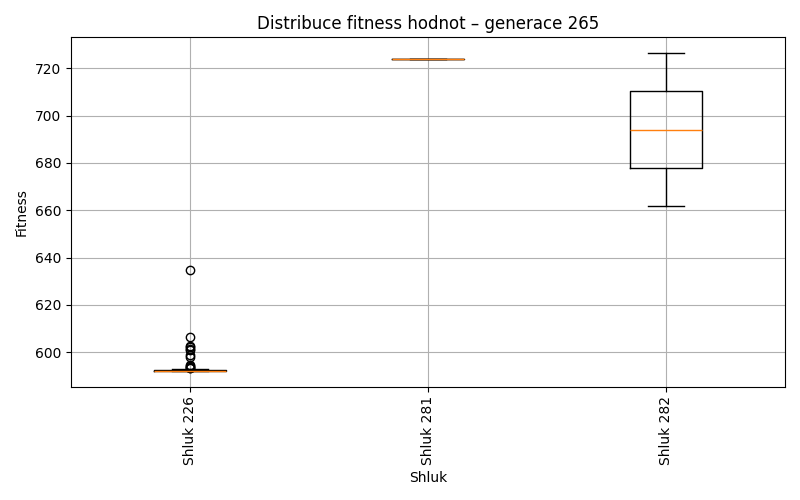 Distribuce fitness hodnot – generace 265
Fitness
720
700
680
660
640
620
600
Shluk 226
Shluk 281
Shluk 282
Shluk